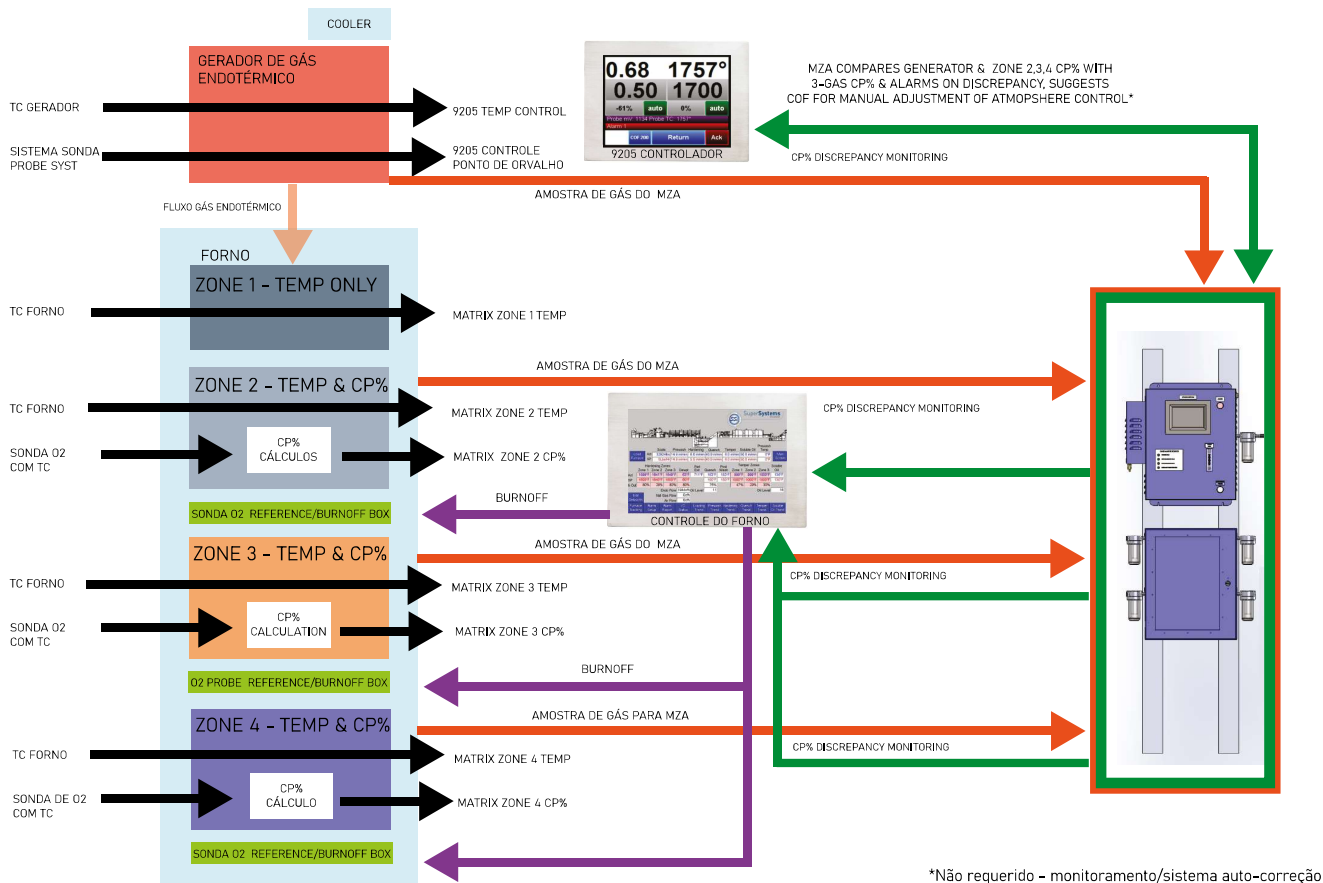 COOLER
GERADOR DE GÁS
ENDOTÉRMICO
TC GERADOR
9205 TEMP CONTROL
SISTEMA SONDA
PROBE SYST
9205 CONTROLE
PONTO DE ORVALHO
0.68 1757°
0.50 1700
-61% auto 0% auto
Probe mV: 1134 Probe TC: 1757°
Alarm 1
COF 200 Return Ack
9205 CONTROLADOR
MZA COMPARES GENERATOR & ZONE 2,3,4 CP% WITH
3-GAS CP% & ALARMS ON DISCREPANCY, SUGGESTS
COF FOR MANUAL ADJUSTMENT OF ATMOPSHERE CONTROL*
CP% DISCREPANCY MONITORING
AMOSTRA DE GÁS DO MZA
FLUXO GÁS ENDOTÉRMICO
FORNO
ZONE 1 - TEMP ONLY
TC FORNO
MATRIX ZONE 1 TEMP
AMOSTRA DE GÁS DO MZA
ZONE 2 - TEMP & CP%
TC FORNO
MATRIX ZONE 2 TEMP
CP% DISCREPANCY MONITORING
SONDA O2
COM TC
CP%
CÁLCULOS
MATRIX ZONE 2 CP%
SuperSystems
BURNOFF
SONDA O2 REFERENCE/BURNOFF BOX
CONTROLE DO FORNO
ZONE 3 - TEMP & CP%
AMOSTRA DE GÁS DO MZA
TC FORNO
MATRIX ZONE 3 TEMP
CP% DISCREPANCY MONITORING
SONDA O2
COM TC
CP%
CALCULATION
MATRIX ZONE 3 CP%
BURNOFF
O2 PROBE REFERENCE/BURNOFF BOX
ZONE 4 - TEMP & CP%
AMOSTRA DE GÁS PARA MZA
TC FORNO
MATRIX ZONE 4 TEMP
CP% DISCREPANCY MONITORING
SONDA DE O2
COM TC
CP%
CÁLCULO
MATRIX ZONE 4 CP%
SONDA O2 REFERENCE/BURNOFF BOX
*Não requerido - monitoramento/sistema auto-correção